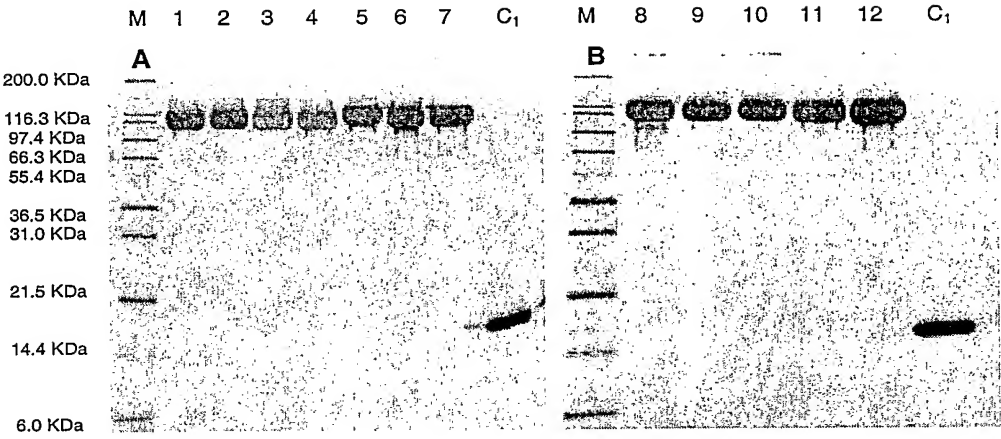 M 1 2 3 4 5 6 7 C₁ M 8 9 10 11 12 C₁
A B
200.0 KDa
116.3 KDa
97.4 KDa
66.3 KDa
55.4 KDa
36.5 KDa
31.0 KDa
21.5 KDa
14.4 KDa
6.0 KDa